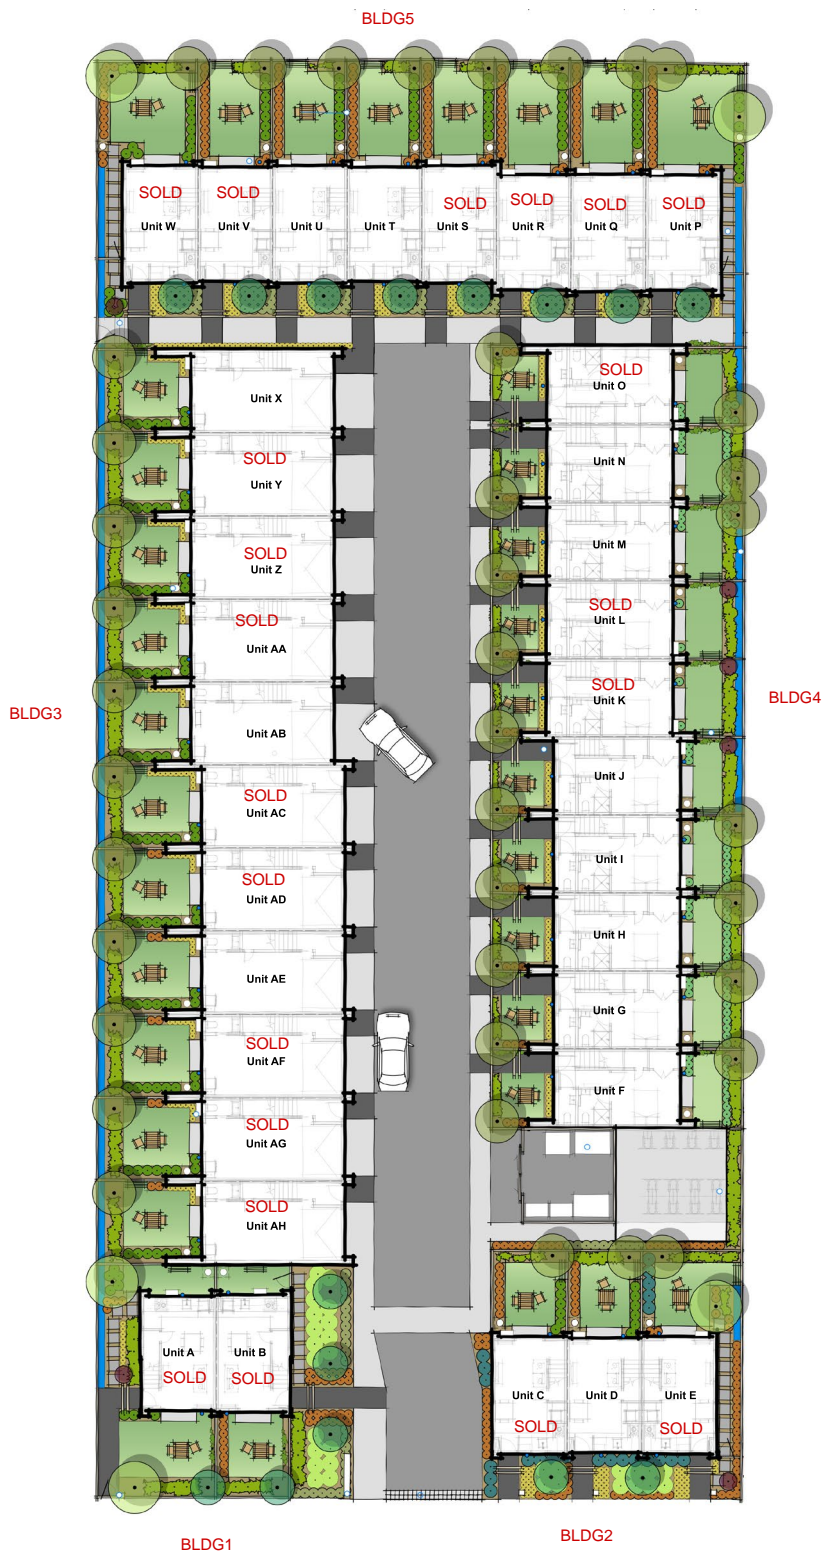 BLDG5
SOLD SOLD SOLD SOLD SOLD SOLD
Unit W Unit V Unit U Unit T Unit S Unit R Unit Q Unit P
SOLD
Unit X Unit O
SOLD
Unit Y Unit N
SOLD
Unit Z Unit M
SOLD SOLD
Unit AA Unit L
SOLD
Unit AB Unit K
BLDG3 BLDG4
SOLD
Unit AC Unit J
SOLD
Unit AD Unit I
Unit AE Unit H
SOLD
Unit AF Unit G
SOLD
Unit AG Unit F
SOLD
Unit AH
Unit A Unit B
SOLD SOLD
Unit C Unit D Unit E
SOLD SOLD
BLDG1 BLDG2